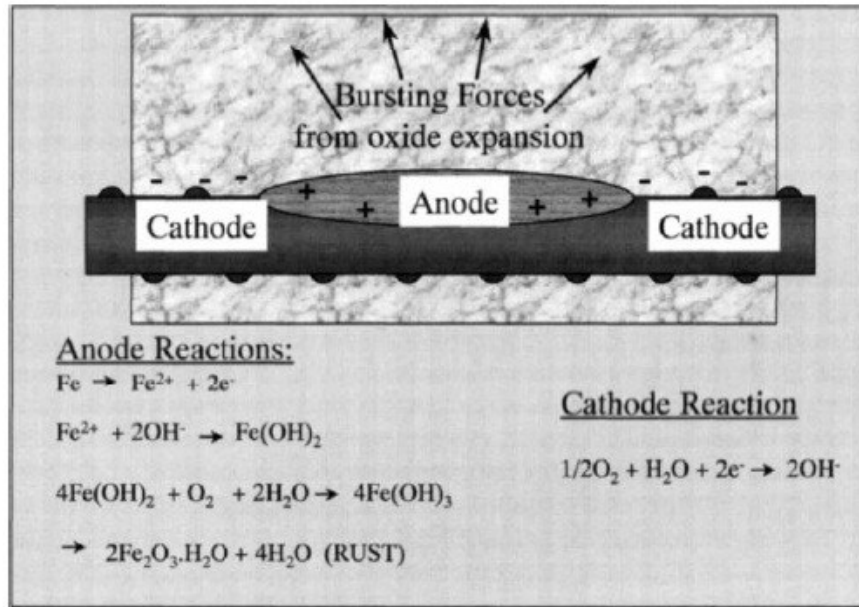 Bursting Forces
from oxide expansion
- - - + + Anode + + - - -
Cathode
Cathode
Anode Reactions:
Fe → Fe²⁺ + 2e⁻
Fe²⁺ + 2OH⁻ → Fe(OH)₂
4Fe(OH)₂ + O₂ + 2H₂O → 4Fe(OH)₃
→ 2Fe₂O₃.H₂O + 4H₂O (RUST)
Cathode Reaction
1/2O₂ + H₂O + 2e⁻ → 2OH⁻